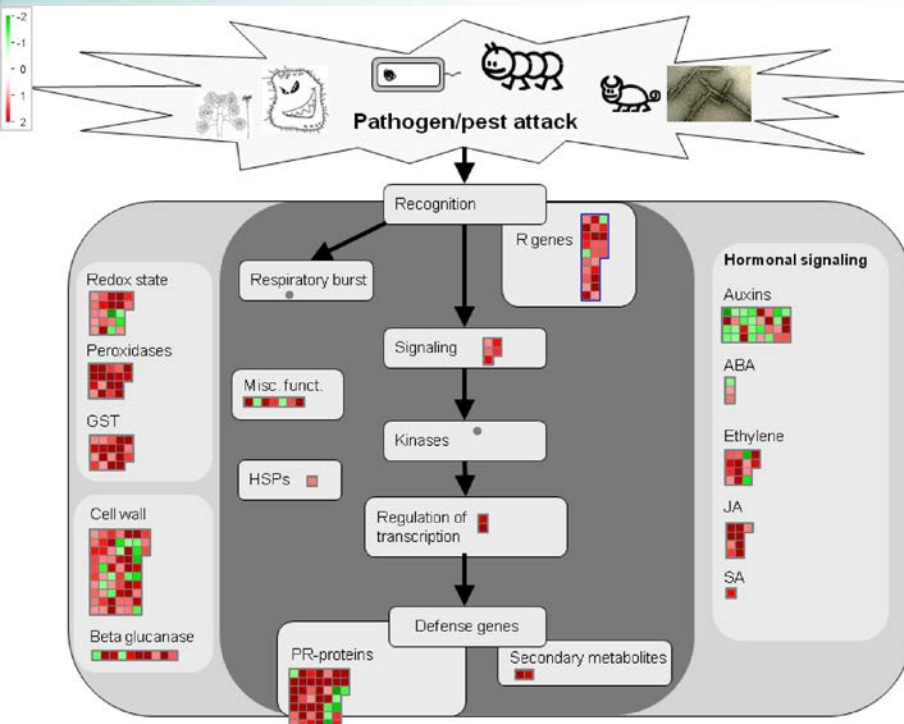 -2
-1
0
1
2
Pathogen/pest attack
Recognition
R genes
Respiratory burst
Redox state
Peroxidases
GST
Signaling
Misc. funct.
Kinases
HSPs
Regulation of
transcription
Cell wall
Beta glucanase
Defense genes
PR-proteins
Secondary metabolites
Hormonal signaling
Auxins
ABA
Ethylene
JA
SA